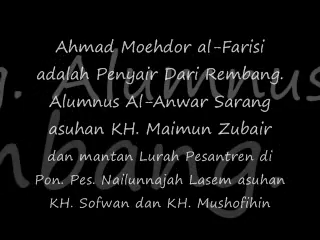 Ahmad Moehdor al-Farisi
adalah Penyair Dari Rembang.
Alumnus Al-Anwar Sarang
asuhan KH. Maimun Zubair
dan mantan Lurah Pesantren di
Pon. Pes. Nailunnajah Lasem asuhan
KH. Sofwan dan KH. Mushofihin